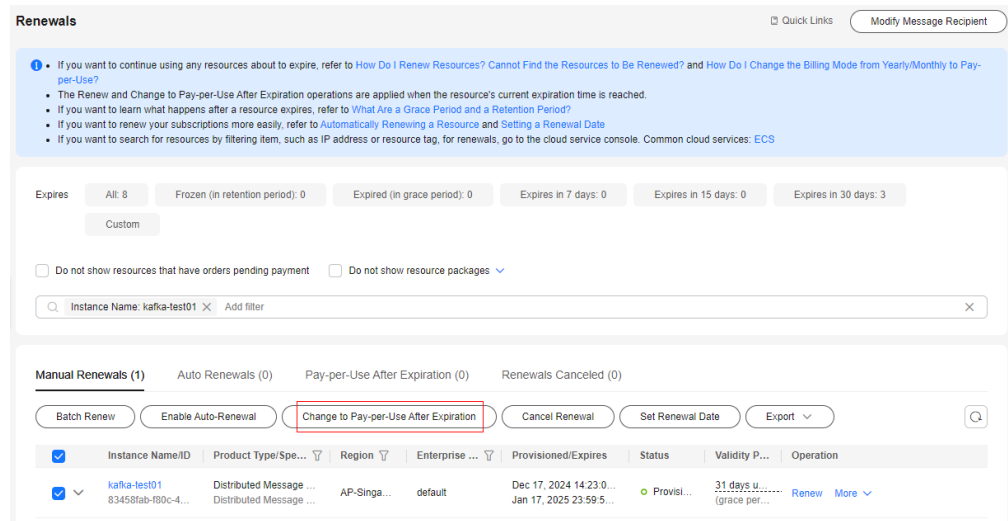 Renewals
Quick Links
Modify Message Recipient
If you want to continue using any resources about to expire, refer to How Do I Renew Resources? Cannot Find the Resources to Be Renewed? and How Do I Change the Billing Mode from Yearly/Monthly to Pay-
per-Use?
The Renew and Change to Pay-per-Use After Expiration operations are applied when the resource's current expiration time is reached.
If you want to learn what happens after a resource expires, refer to What Are a Grace Period and a Retention Period?
If you want to renew your subscriptions more easily, refer to Automatically Renewing a Resource and Setting a Renewal Date
If you want to search for resources by filtering item, such as IP address or resource tag, for renewals, go to the cloud service console. Common cloud services: ECS
Expires All: 8 Frozen (in retention period): 0 Expired (in grace period): 0 Expires in 7 days: 0 Expires in 15 days: 0 Expires in 30 days: 3
Custom
Do not show resources that have orders pending payment Do not show resource packages
Instance Name: kafka-test01 Add filter
Manual Renewals (1) Auto Renewals (0) Pay-per-Use After Expiration (0) Renewals Canceled (0)
Batch Renew Enable Auto-Renewal Change to Pay-per-Use After Expiration Cancel Renewal Set Renewal Date Export
Instance Name/ID Product Type/Spe... Region Enterprise ... Provisioned/Expires Status Validity P... Operation
kafka-test01 Distributed Message ... AP-Singa... default Dec 17, 2024 14:23:0... Provisi... 31 days u... Renew More
83458fab-f80c-4... Distributed Message ... Jan 17, 2025 23:59:5... (grace per...